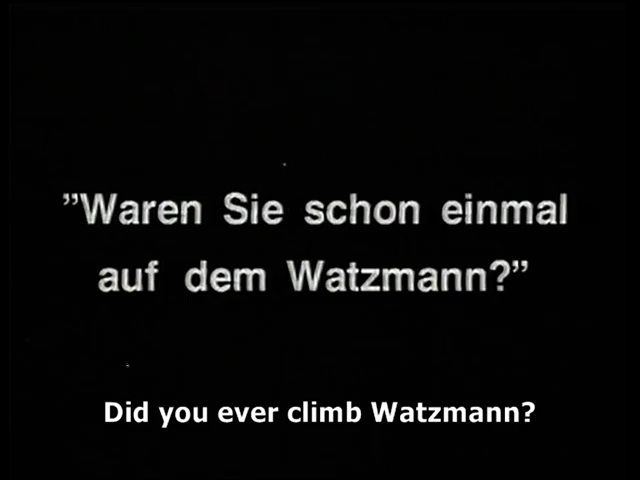 ”Waren Sie schon einmal
auf dem Watzmann?”
Did you ever climb Watzmann?